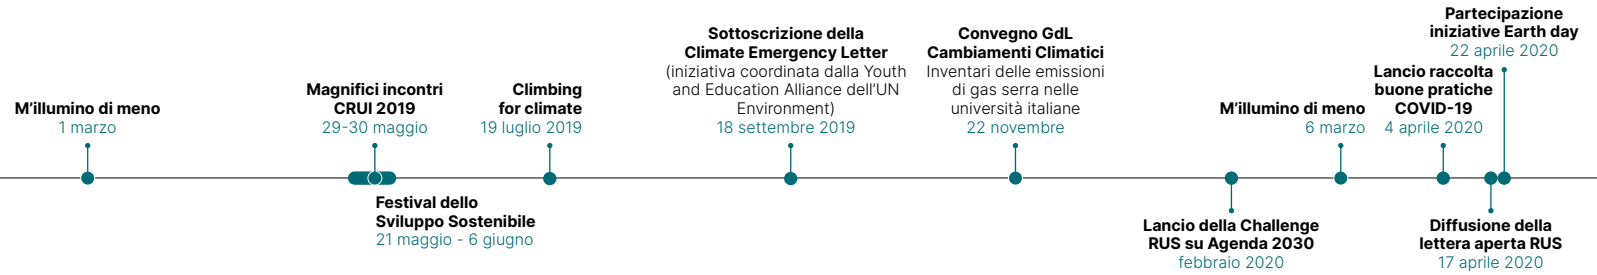 M'illumino di meno
1 marzo
Magnifici incontri
CRUI 2019
29-30 maggio
Festival dello
Sviluppo Sostenibile
21 maggio - 6 giugno
Climbing
for climate
19 luglio 2019
Sottoscrizione della
Climate Emergency Letter
(iniziativa coordinata dalla Youth
and Education Alliance dell'UN
Environment)
18 settembre 2019
Convegno GdL
Cambiamenti Climatici
Inventari delle emissioni
di gas serra nelle
università italiane
22 novembre
Lancio della Challenge
RUS su Agenda 2030
febbraio 2020
M'illumino di meno
6 marzo
Lancio raccolta
buone pratiche
COVID-19
4 aprile 2020
Diffusione della
lettera aperta RUS
17 aprile 2020
Partecipazione
iniziative Earth day
22 aprile 2020